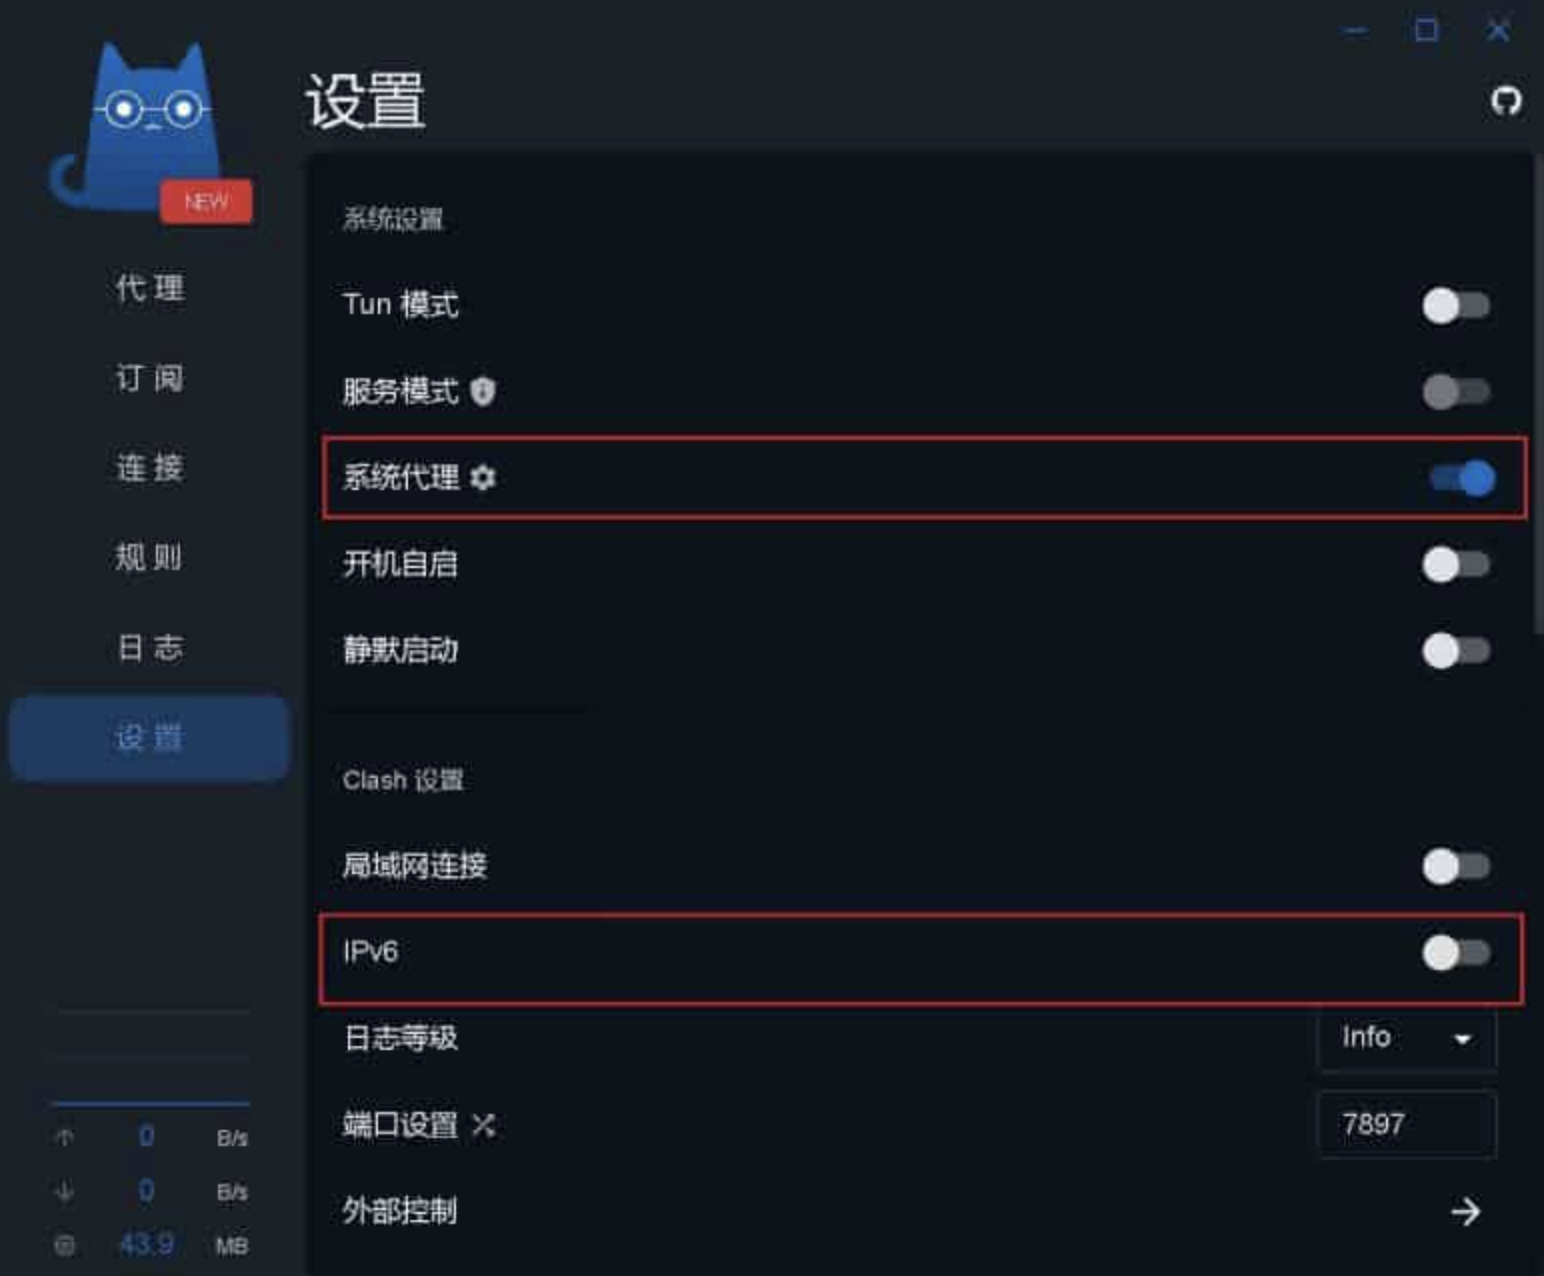 设置
NEW
代理
订阅
连接
规则
日志
设置
0 B/s
0 B/s
43.9 MB
系统设置
Tun 模式
服务模式
系统代理
开机自启
静默启动
Clash 设置
局域网连接
IPv6
日志等级 Info
端口设置 7897
外部控制